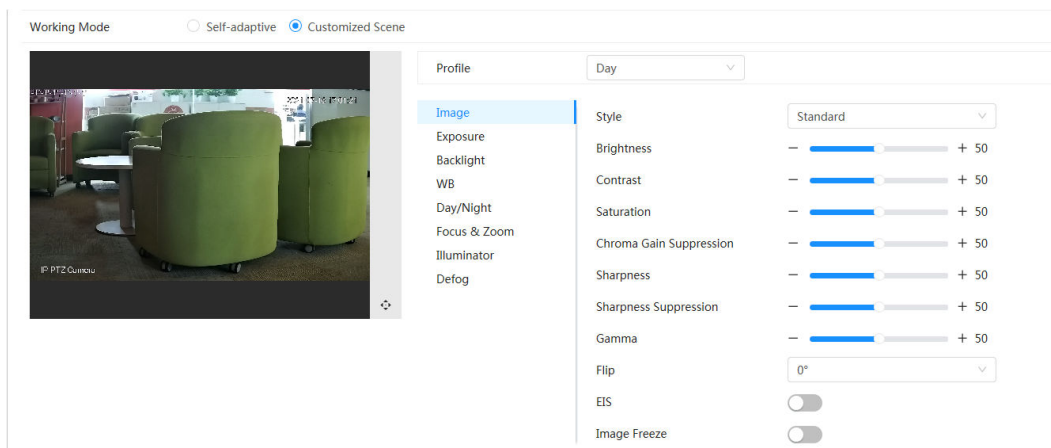 Working Mode Self-adaptive Customized Scene
Profile Day
IP PTZ Camera
Image
Exposure
Backlight
WB
Day/Night
Focus & Zoom
Illuminator
Defog
Style Standard
Brightness − + 50
Contrast − + 50
Saturation − + 50
Chroma Gain Suppression − + 50
Sharpness − + 50
Sharpness Suppression − + 50
Gamma − + 50
Flip 0°
EIS
Image Freeze